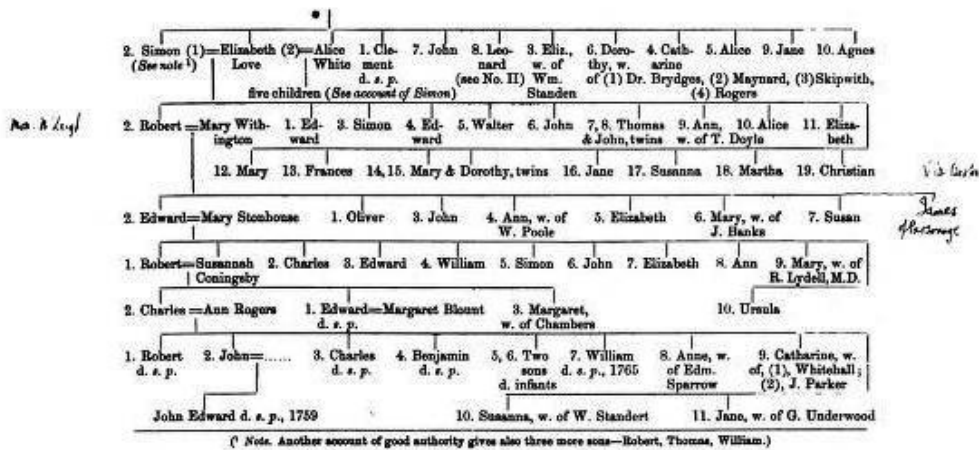 2. Simon (1)=Elizabeth (2)=Alice 1. Cle- 7. John 8. Leo- 3. Eliz., 6. Doro- 4. Cath- 5. Alice 9. Jane 10. Agnes
(See note ¹) Love White ment nard w. of thy, w. arine
d. s. p. (see No. II) Wm. of (1) Dr. Brydges, (2) Maynard, (3) Skipwith,
five children (See account of Simon) Standen (4) Rogers
2. Robert=Mary With- 1. Ed- 3. Simon 4. Ed- 5. Walter 6. John 7, 8. Thomas 9. Ann, 10. Alice 11. Eliza-
ington ward ward & John, twins w. of T. Doyle beth
12. Mary 13. Frances 14, 15. Mary & Dorothy, twins 16. Jane 17. Susanna 18. Martha 19. Christian
2. Edward=Mary Stonhouse 1. Oliver 3. John 4. Ann, w. of 5. Elizabeth 6. Mary, w. of 7. Susan James
W. Poole J. Hanks
1. Robert=Susannah 2. Charles 3. Edward 4. William 5. Simon 6. John 7. Elizabeth 8. Ann 9. Mary, w. of
Coningsby R. Lydell, M.D.
2. Charles=Ann Rogers 1. Edward=Margaret Blount 3. Margaret, 10. Ursula
d. s. p. w. of Chambers
1. Robert 2. John=...... 3. Charles 4. Benjamin 5, 6. Two 7. William 8. Anne, w. 9. Catharine, w.
d. s. p. d. s. p. d. s. p. sons d. s. p., 1765 of Edm. of, (1), Whitehall;
d. infants Sparrow (2), J. Parker
John Edward d. s. p., 1759 10. Susanna, w. of W. Standert 11. Jane, w. of G. Underwood
(¹ Note. Another account of good authority gives also three more sons—Robert, Thomas, William.)